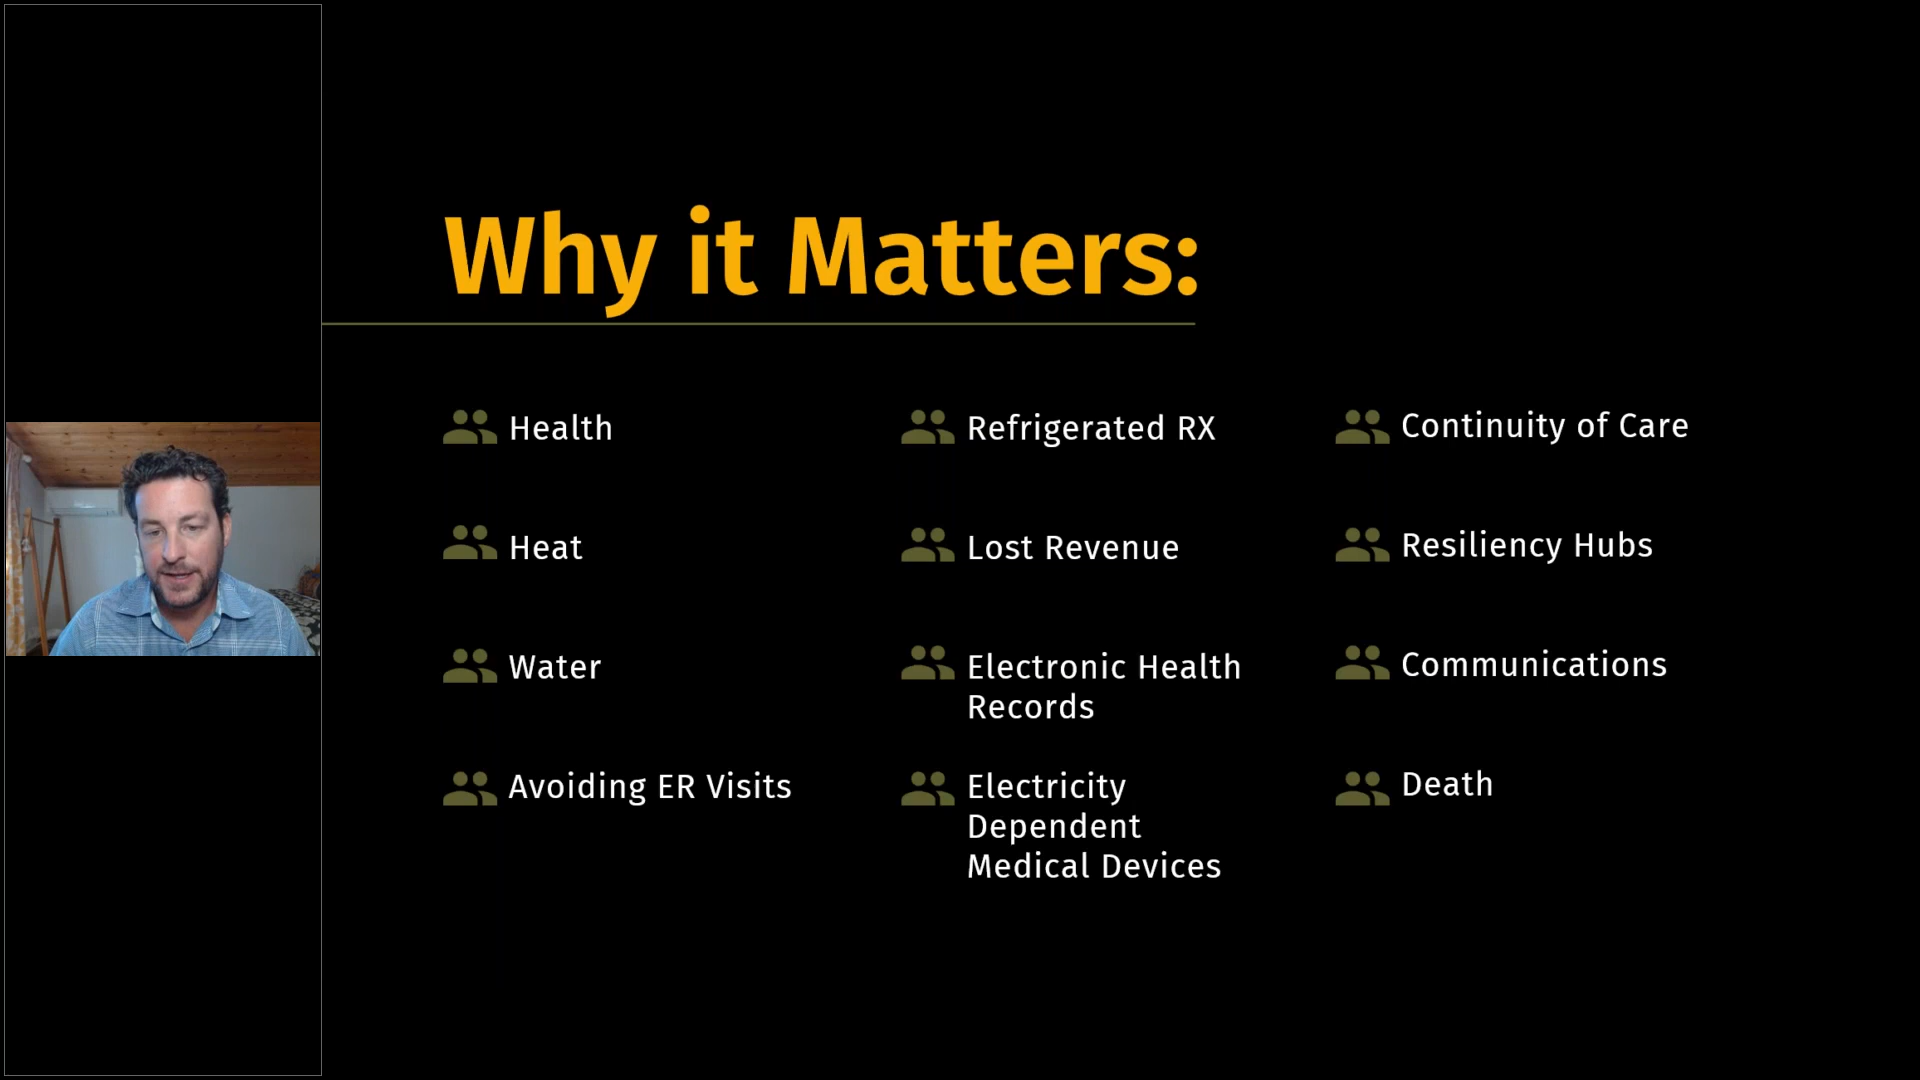 Why it Matters:
Health
Heat
Water
Avoiding ER Visits
Refrigerated RX
Lost Revenue
Electronic Health
Records
Electricity
Dependent
Medical Devices
Continuity of Care
Resiliency Hubs
Communications
Death